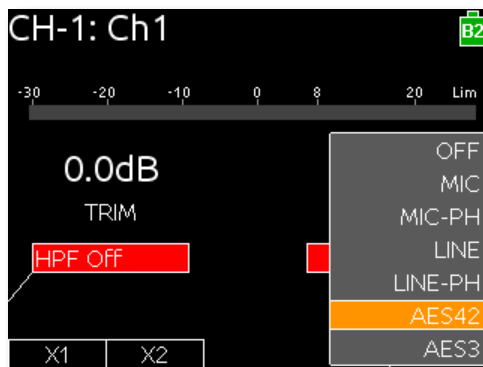 CH-1: Ch1
B2
-30 -20 -10 0 8 20 Lim
0.0dB
TRIM
HPF Off
OFF
MIC
MIC-PH
LINE
LINE-PH
AES42
AES3
X1 X2